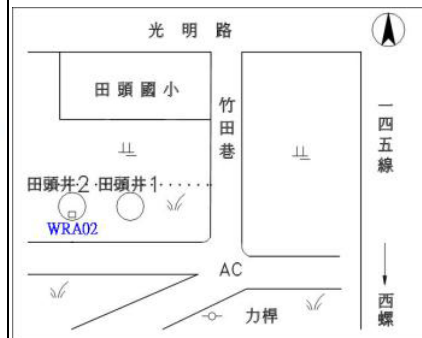 光明路
田頭國小
竹田巷
一四五線
田頭井2
田頭井1
WRA02
AC
西螺
力桿